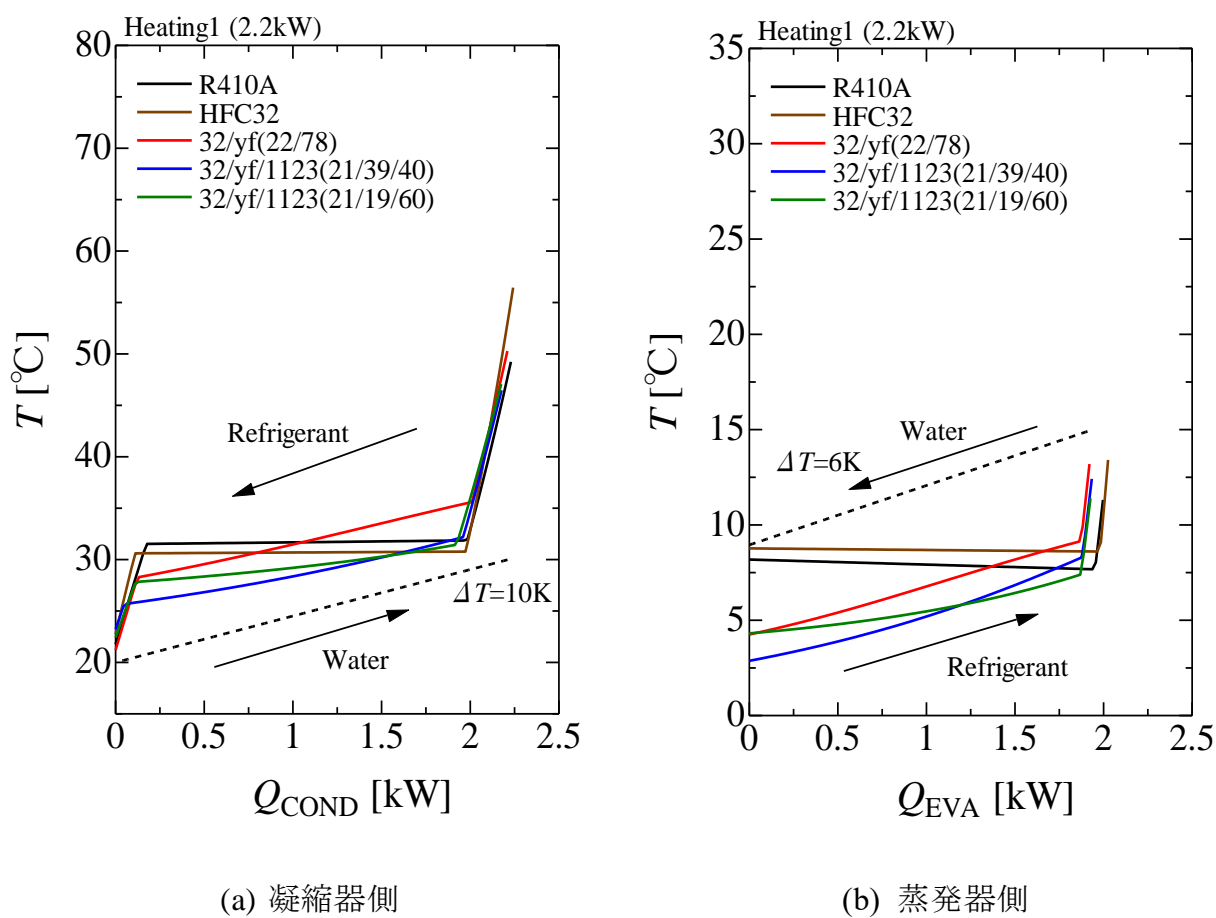 Heating1 (2.2kW)
80
70
60
50
40
30
20
T [℃]
R410A
HFC32
32/yf(22/78)
32/yf/1123(21/39/40)
32/yf/1123(21/19/60)
Refrigerant
ΔT=10K
Water
0 0.5 1 1.5 2 2.5
Q_COND [kW]
(a) 凝縮器側
Heating1 (2.2kW)
35
30
25
20
15
10
5
0
T [℃]
R410A
HFC32
32/yf(22/78)
32/yf/1123(21/39/40)
32/yf/1123(21/19/60)
Water
ΔT=6K
Refrigerant
0 0.5 1 1.5 2 2.5
Q_EVA [kW]
(b) 蒸発器側